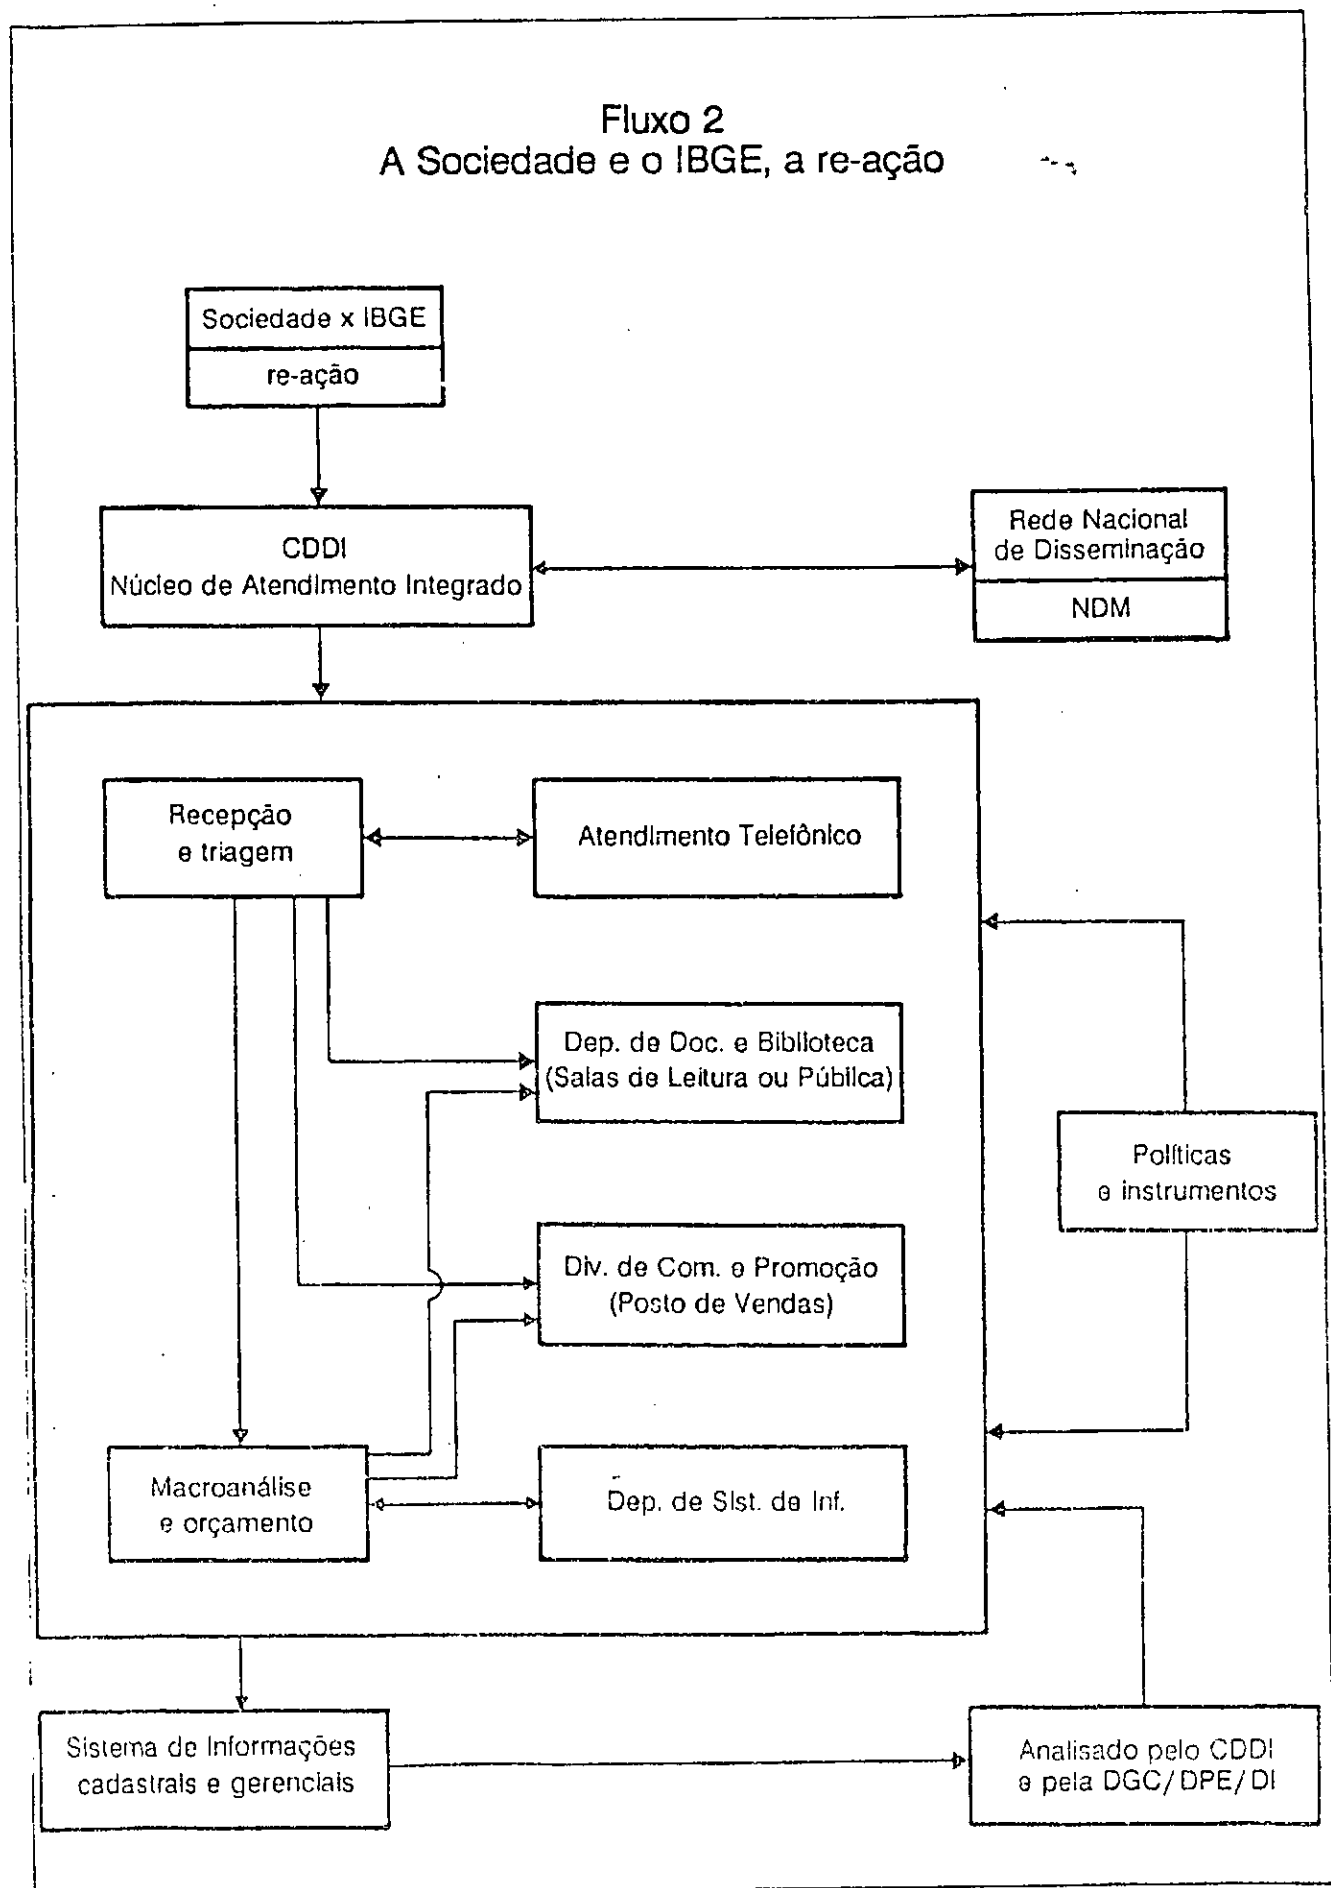 Fluxo 2
A Sociedade e o IBGE, a re-ação
Sociedade x IBGE
re-ação
CDDI
Núcleo de Atendimento Integrado
Rede Nacional
de Disseminação
NDM
Recepção
e triagem
Atendimento Telefônico
Dep. de Doc. e Biblioteca
(Salas de Leitura ou Pública)
Políticas
e instrumentos
Div. de Com. e Promoção
(Posto de Vendas)
Macroanálise
e orçamento
Dep. de Sist. de Inf.
Sistema de Informações
cadastrais e gerenciais
Analisado pelo CDDI
e pela DGC/DPE/DI